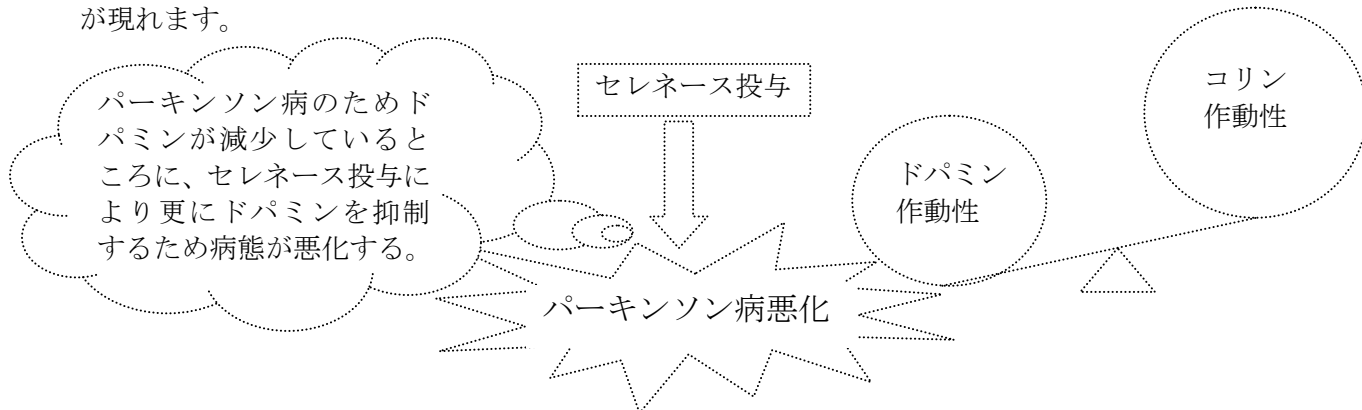 が現れます。
パーキンソン病のためド
パミンが減少していると
ころに、セレネース投与に
より更にドパミンを抑制
するため病態が悪化する。
セレネース投与
コリン
作動性
ドパミン
作動性
パーキンソン病悪化